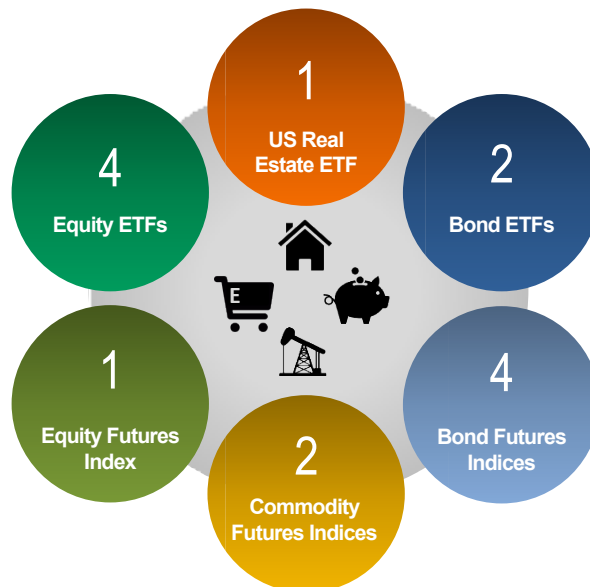 1
US Real
Estate ETF
2
Bond ETFs
4
Bond Futures
Indices
2
Commodity
Futures Indices
1
Equity Futures
Index
4
Equity ETFs
E